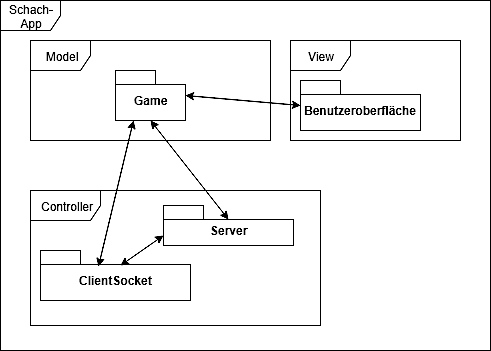 Schach-
App
Model
View
Game
Benutzeroberfläche
Controller
Server
ClientSocket